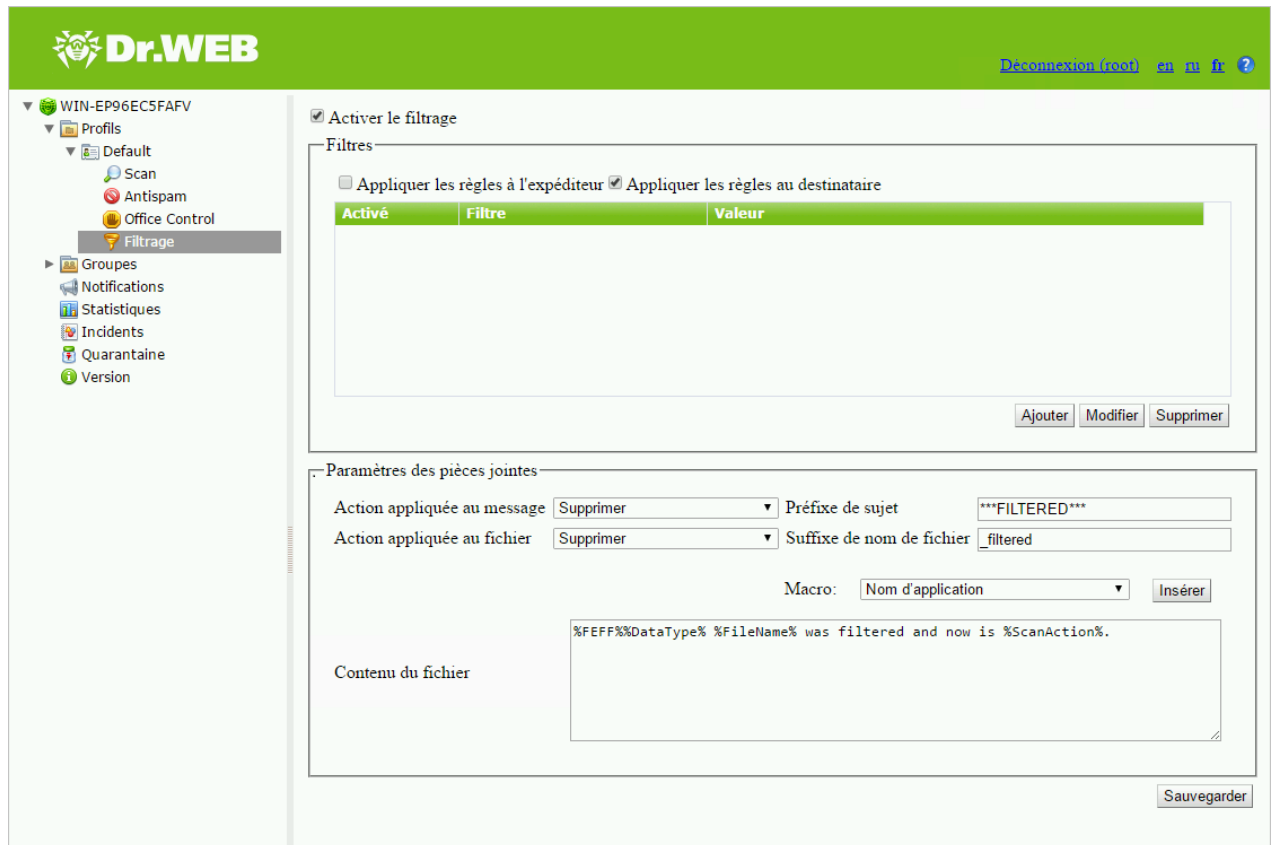 Dr.WEB
Déconnexion (root) en ru fr ?
WIN-EP96EC5FAFV
Profils
Default
Scan
Antispam
Office Control
Filtrage
Groupes
Notifications
Statistiques
Incidents
Quarantaine
Version
Activer le filtrage
Filtres
Appliquer les règles à l'expéditeur Appliquer les règles au destinataire
Activé Filtre Valeur
Ajouter Modifier Supprimer
Paramètres des pièces jointes
Action appliquée au message Supprimer Préfixe de sujet ***FILTERED***
Action appliquée au fichier Supprimer Suffixe de nom de fichier _filtered
Macro: Nom d'application Insérer
%FEFF%%DataType% %FileName% was filtered and now is %ScanAction%.
Contenu du fichier
Sauvegarder